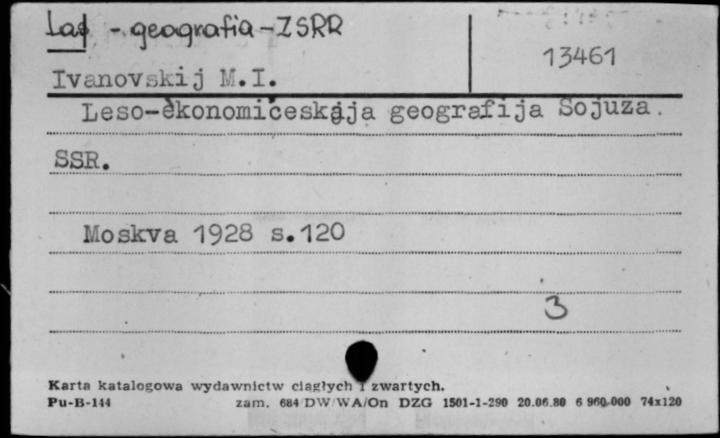 Las - geografia - ZSRR
13461
Ivanovskij M.I.
Leso-èkonomičeskaja geografija Sojuza
SSR.
Moskva 1928 s.120
3
Karta katalogowa wydawnictw ciągłych i zwartych.
Pu-B-144 zam. 684/DW/WA/On DZG 1501-1-290 20.06.80 6 960.000 74x120